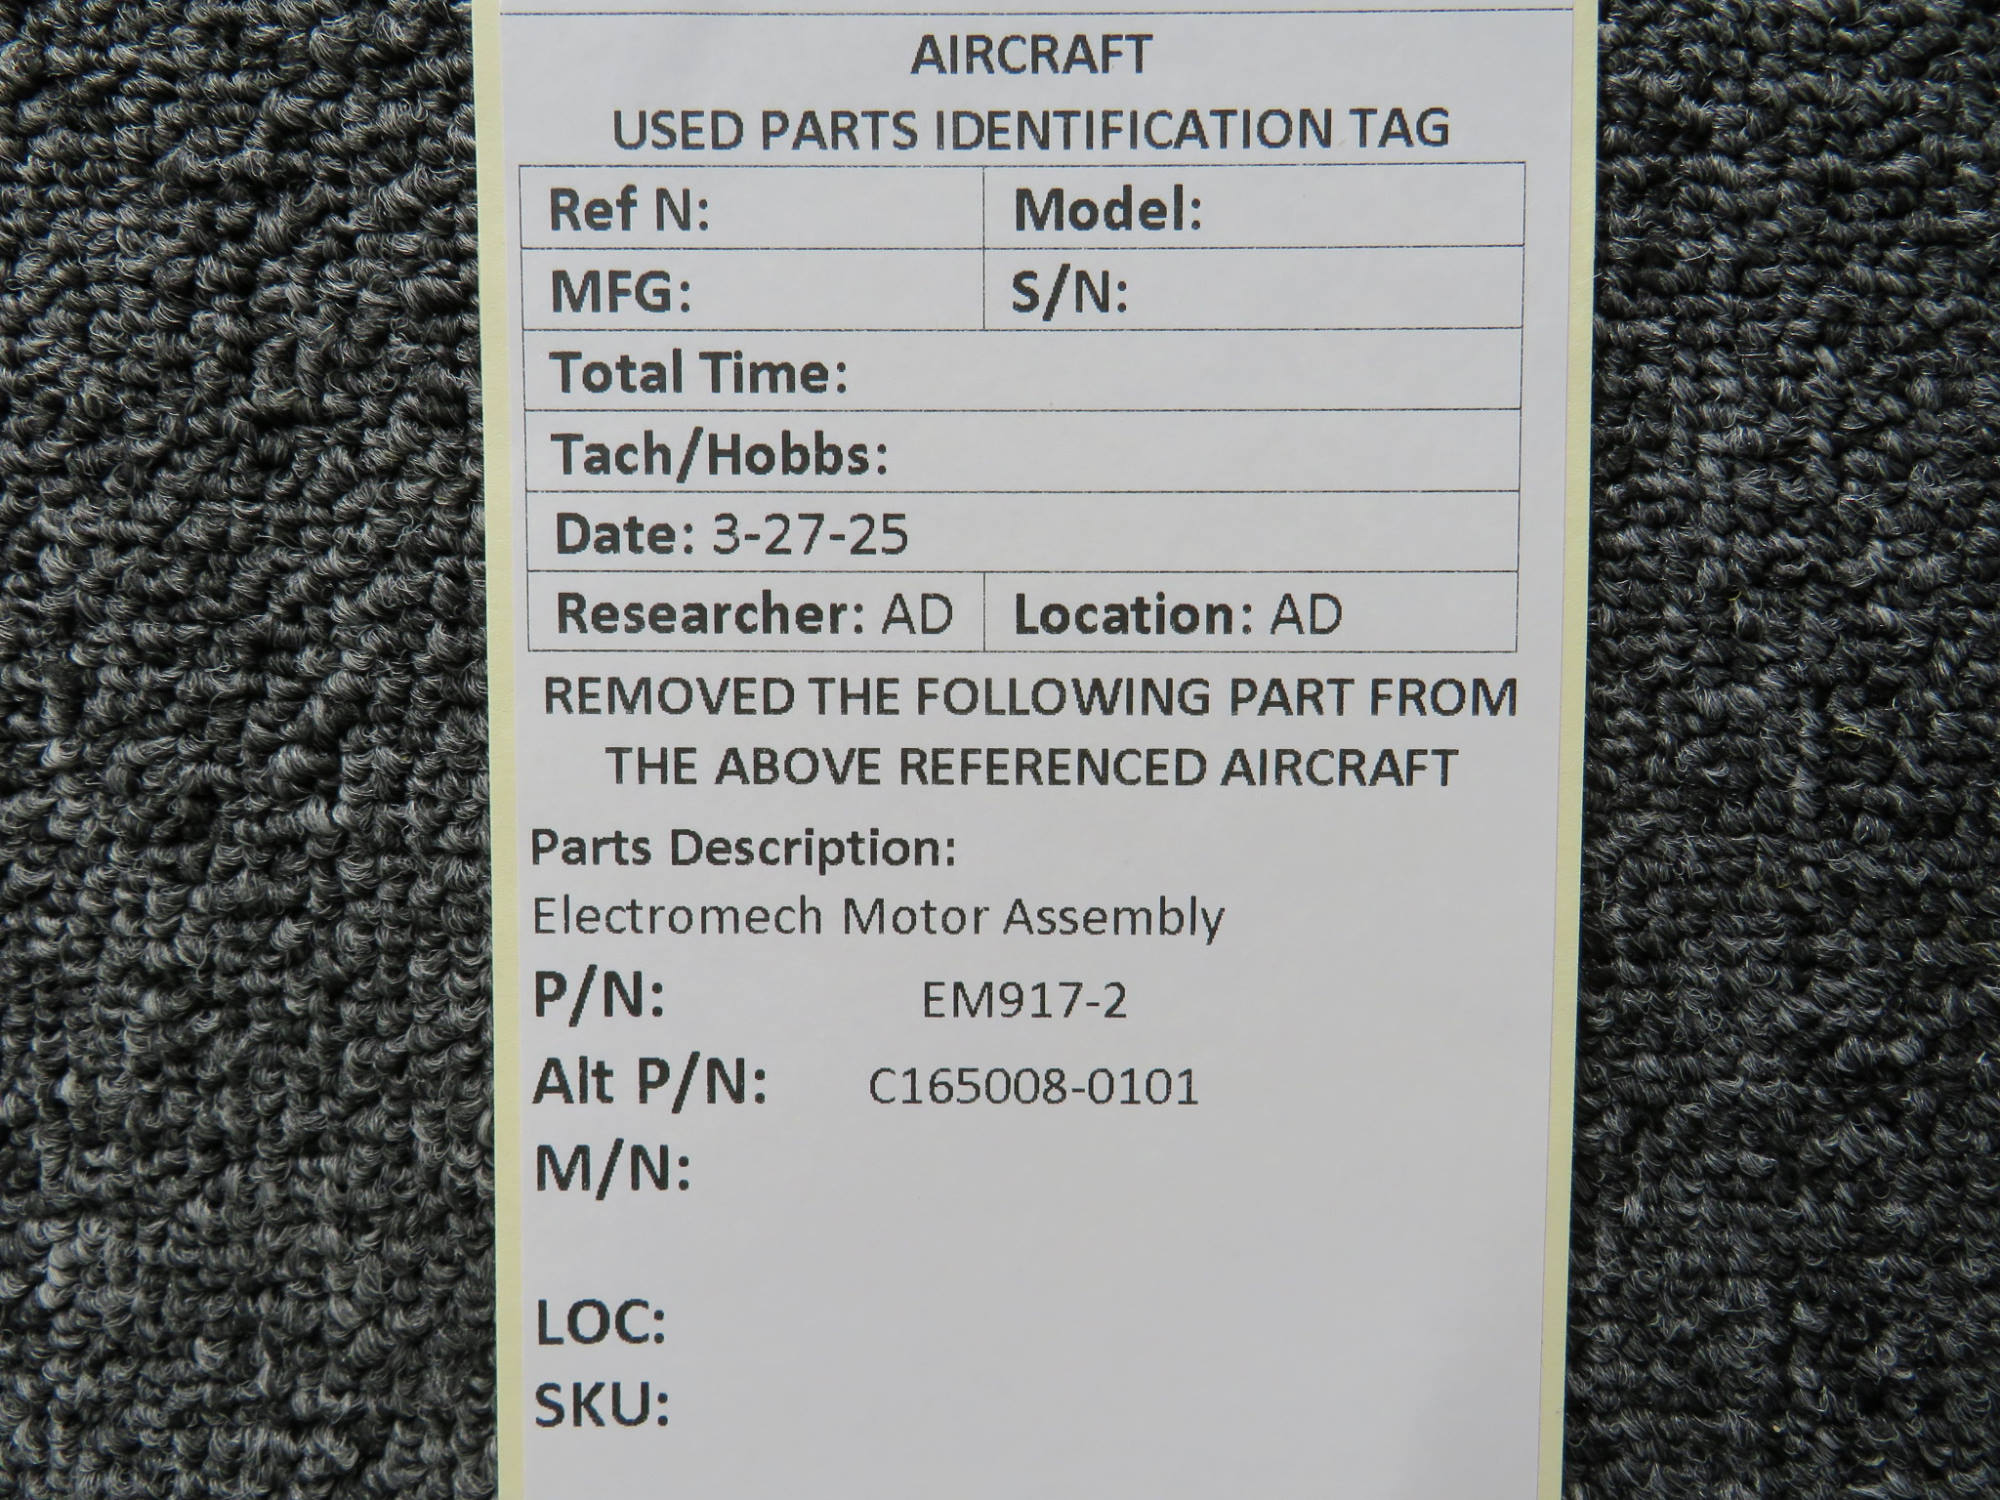 AIRCRAFT
USED PARTS IDENTIFICATION TAG
Ref N: Model:
MFG: S/N:
Total Time:
Tach/Hobbs:
Date: 3-27-25
Researcher: AD Location: AD
REMOVED THE FOLLOWING PART FROM
THE ABOVE REFERENCED AIRCRAFT
Parts Description:
Electromech Motor Assembly
P/N: EM917-2
Alt P/N: C165008-0101
M/N:
LOC:
SKU: